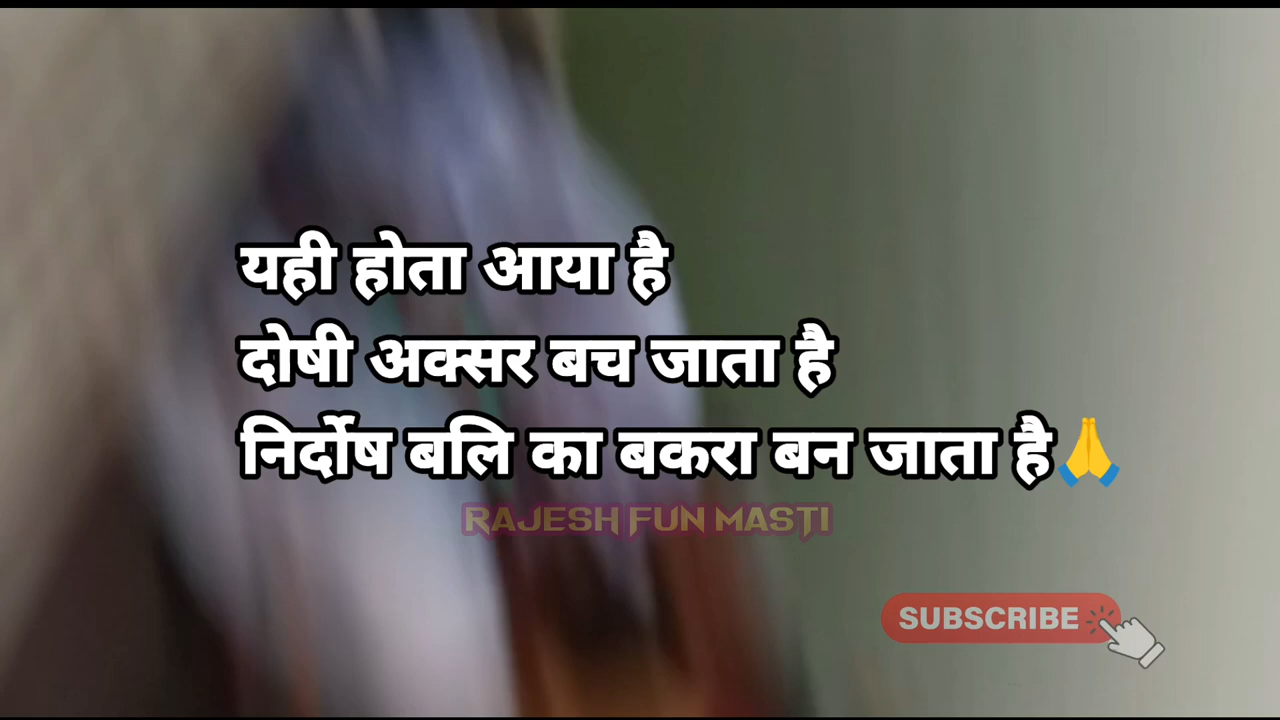 यही होता आया है
दोषी अक्सर बच जाता है
निर्दोष बलि का बकरा बन जाता है🙏
RAJESH FUN MASTI
SUBSCRIBE